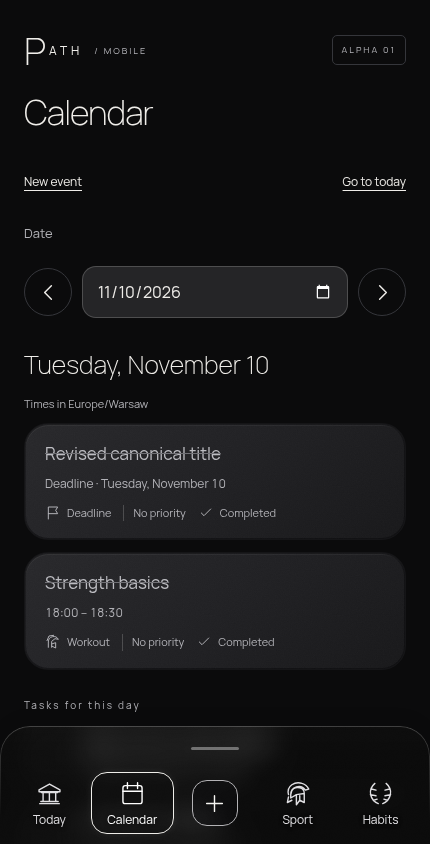 PATH / MOBILE
ALPHA 01
Calendar
New event
Go to today
Date
11/10/2026
Tuesday, November 10
Times in Europe/Warsaw
Revised canonical title
Deadline · Tuesday, November 10
Deadline No priority Completed
Strength basics
18:00 – 18:30
Workout No priority Completed
Tasks for this day
Today Calendar Sport Habits